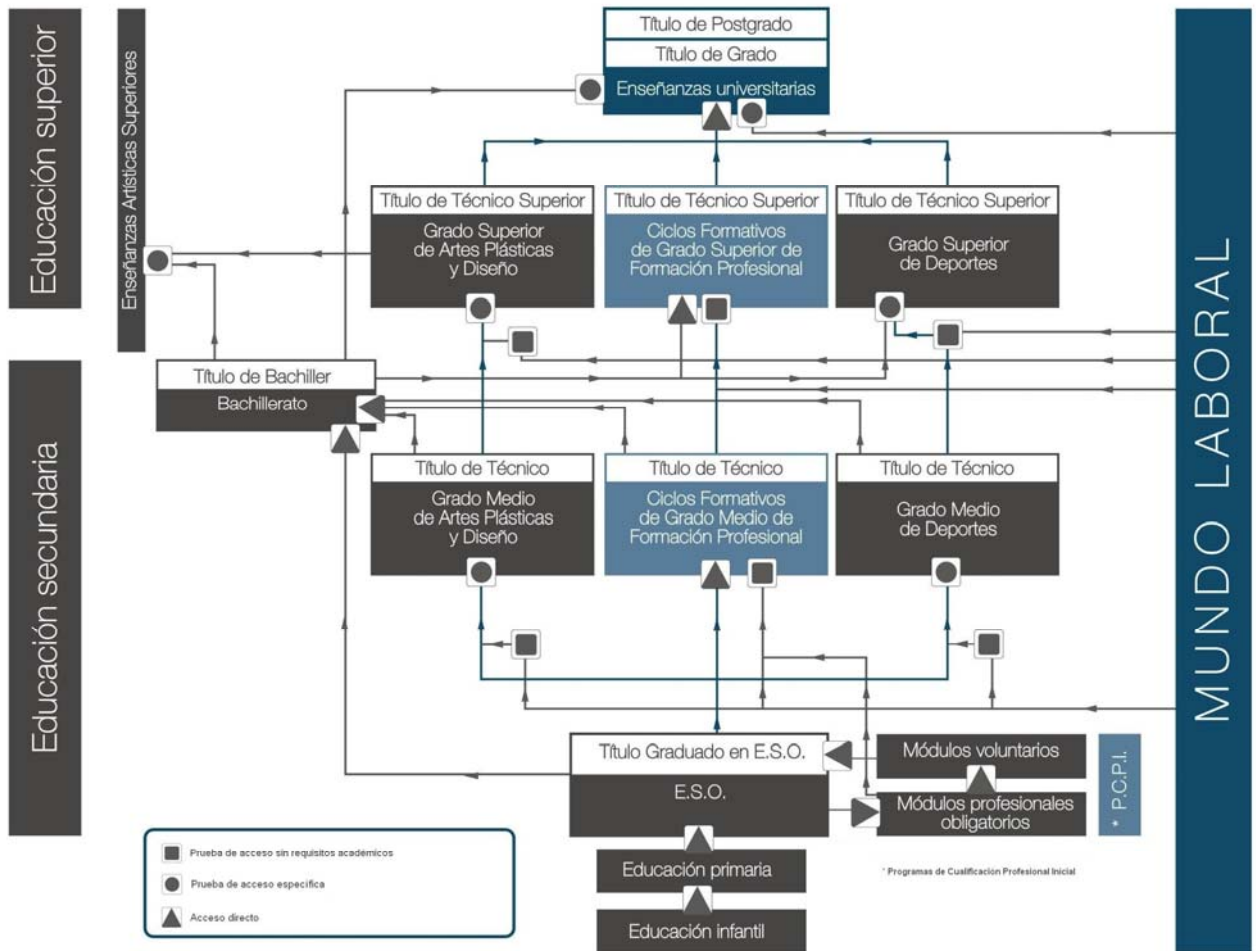 Educación superior
Enseñanzas Artísticas Superiores
Título de Postgrado
Título de Grado
Enseñanzas universitarias
Título de Técnico Superior
Grado Superior
de Artes Plásticas
y Diseño
Título de Técnico Superior
Ciclos Formativos
de Grado Superior de
Formación Profesional
Título de Técnico Superior
Grado Superior
de Deportes
MUNDO LABORAL
Educación secundaria
Título de Bachiller
Bachillerato
Título de Técnico
Grado Medio
de Artes Plásticas
y Diseño
Título de Técnico
Ciclos Formativos
de Grado Medio de
Formación Profesional
Título de Técnico
Grado Medio
de Deportes
Título Graduado en E.S.O.
E.S.O.
Módulos voluntarios
Módulos profesionales
obligatorios
* P.C.P.I.
Educación primaria
Educación infantil
* Programas de Cualificacion Profesional Inicial
Prueba de acceso sin requisitos académicos
Prueba de acceso específica
Acceso directo